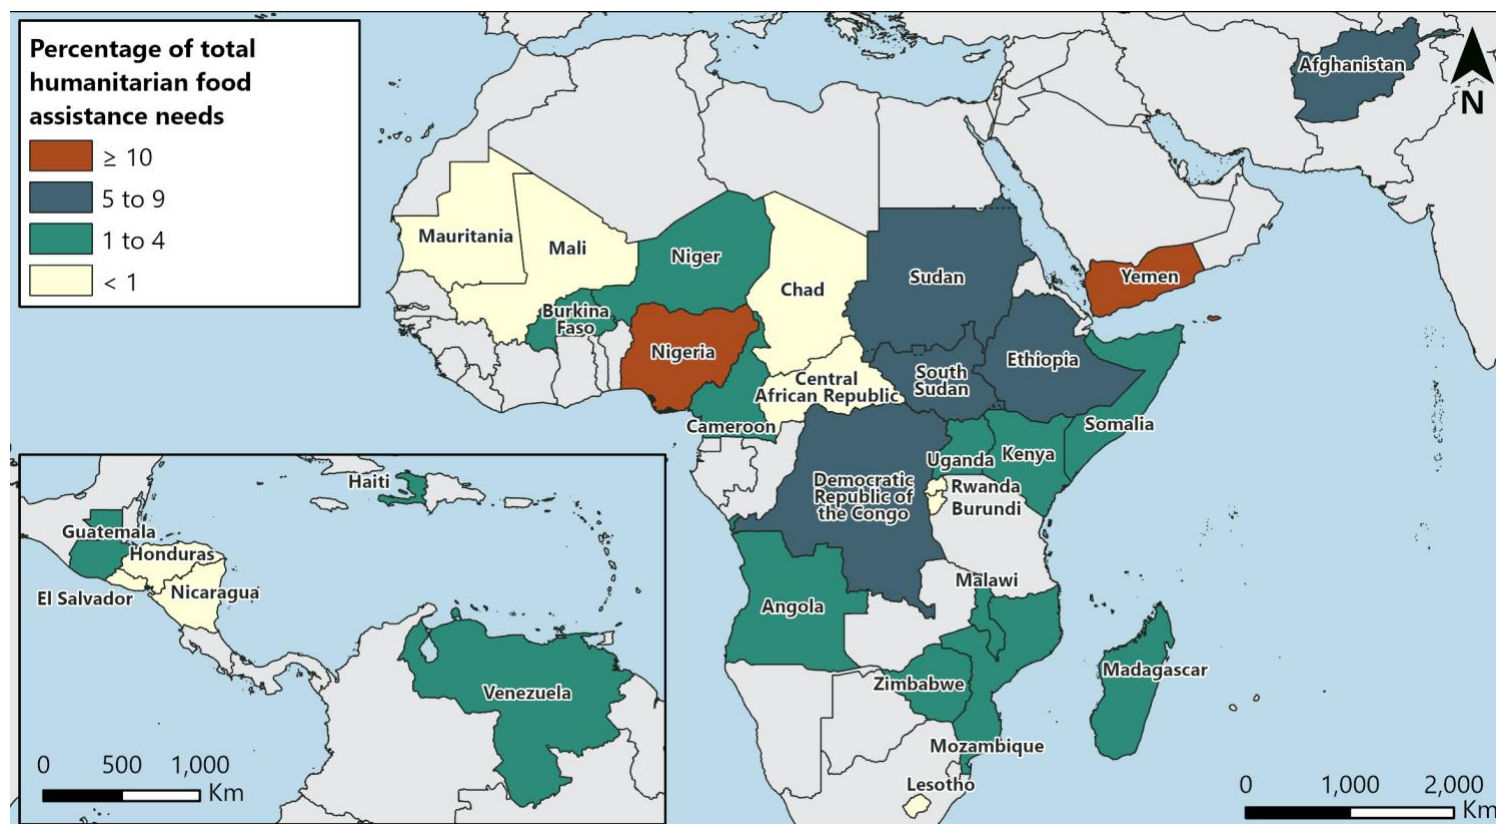 Percentage of total
humanitarian food
assistance needs
≥ 10
5 to 9
1 to 4
< 1
Afghanistan
N
Mauritania
Mali
Niger
Chad
Sudan
Yemen
Burkina
Faso
Nigeria
Central
African Republic
South
Sudan
Ethiopia
Cameroon
Somalia
Uganda
Kenya
Democratic
Republic of
the Congo
Rwanda
Burundi
Malawi
Angola
Zimbabwe
Madagascar
Mozambique
Lesotho
0 1,000 2,000
Km
Haiti
Guatemala
Honduras
El Salvador
Nicaragua
Venezuela
0 500 1,000
Km